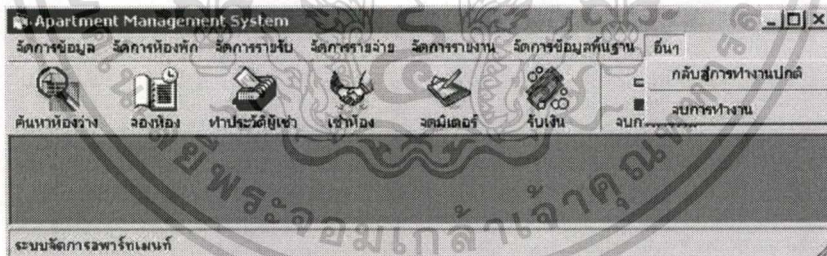 Apartment Management System
จัดการข้อมูล จัดการห้องพัก จัดการรายรับ จัดการรายจ่าย จัดการรายงาน จัดการข้อมูลพื้นฐาน อื่นๆ
กลับสู่การทำงานปกติ
จบการทำงาน
ค้นหาห้องว่าง จองห้อง ทำประวัติผู้เช่า เช่าห้อง จดมิเตอร์ รับเงิน
ระบบจัดการอพาร์ทเมนท์